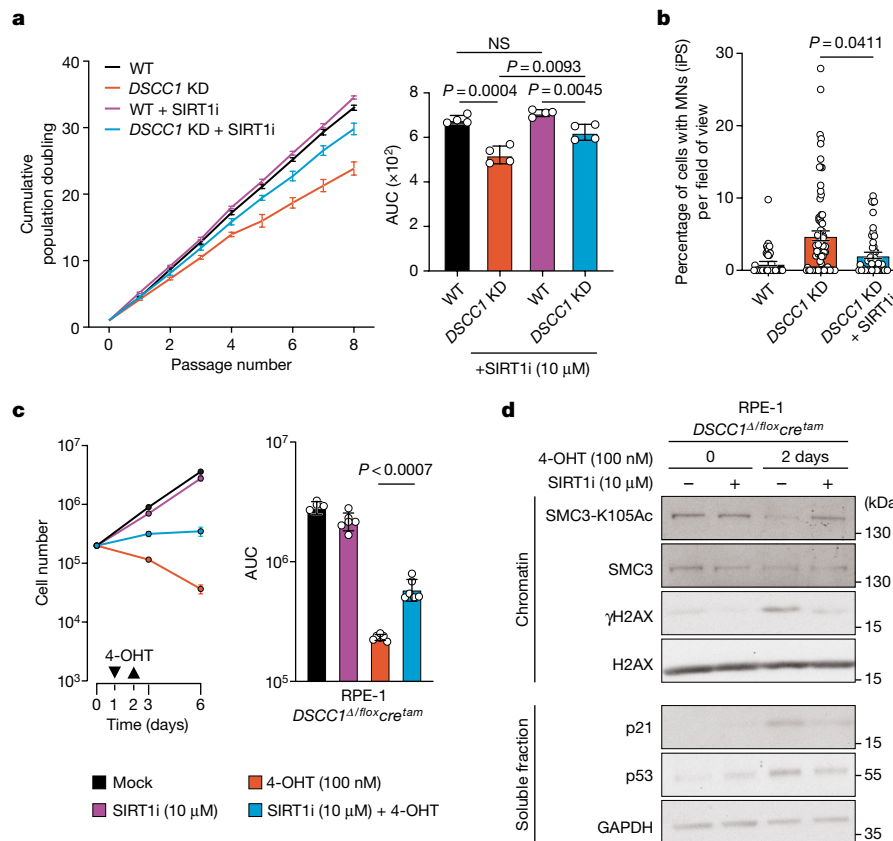 a
Cumulative
population doubling
40
30
20
10
0
0 2 4 6 8
Passage number
WT
DSCC1 KD
WT + SIRT1i
DSCC1 KD + SIRT1i
AUC (×10²)
8
6
4
2
0
NS
P = 0.0093
P = 0.0004 P = 0.0045
WT
DSCC1 KD
WT
DSCC1 KD
+SIRT1i (10 μM)
b
Percentage of cells with MNs (iPS)
per field of view
30
20
10
0
P = 0.0411
WT
DSCC1 KD
DSCC1 KD
+ SIRT1i
c
Cell number
10⁷
10⁶
10⁵
10⁴
10³
4-OHT
0 1 2 3 6
Time (days)
AUC
10⁷
10⁶
10⁵
P < 0.0007
RPE-1
DSCC1Δ/floxcretam
Mock
4-OHT (100 nM)
SIRT1i (10 μM)
SIRT1i (10 μM) + 4-OHT
d
RPE-1
DSCC1Δ/floxcretam
4-OHT (100 nM) 0 2 days
SIRT1i (10 μM) – + – +
(kDa
Chromatin
SMC3-K105Ac
130
SMC3
130
γH2AX
15
H2AX
15
Soluble fraction
p21
15
p53
55
GAPDH
35